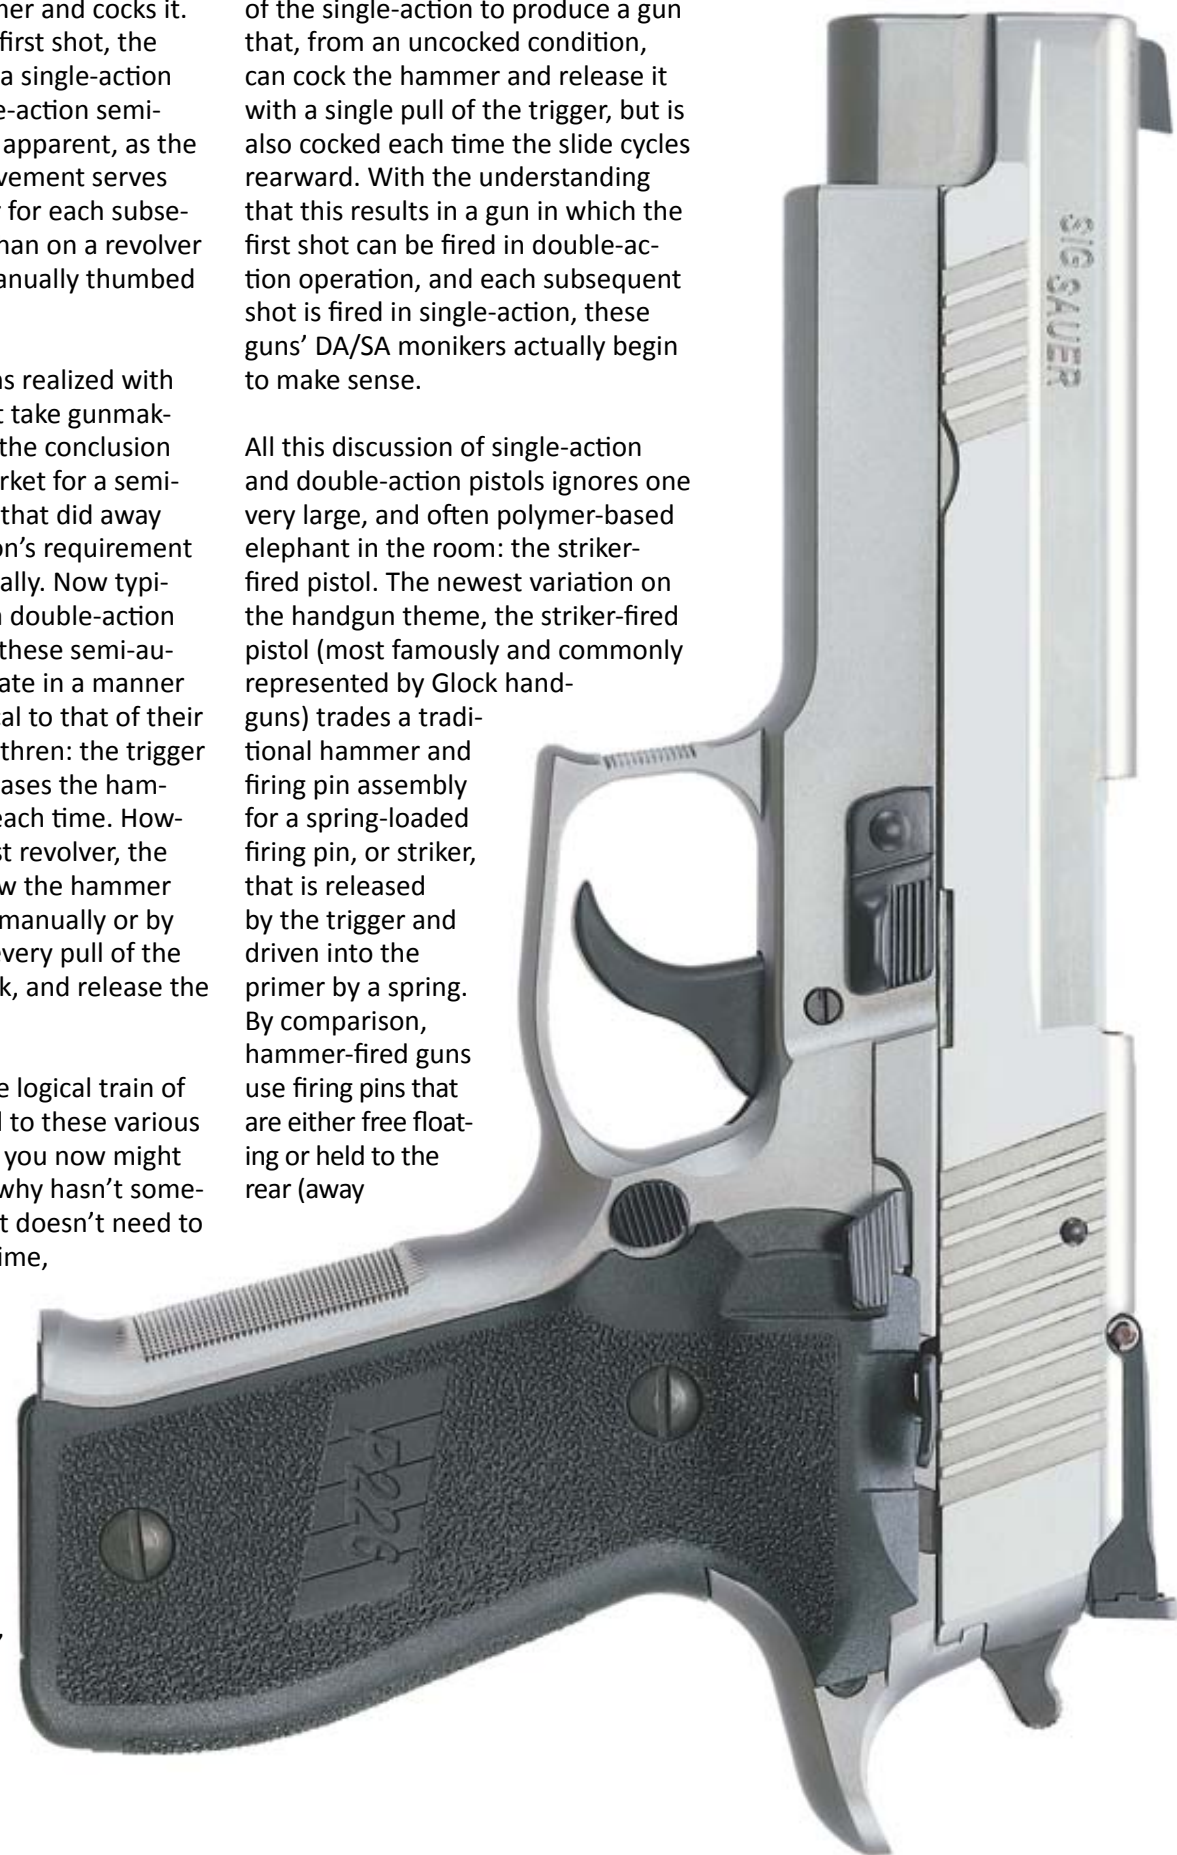 ner and cocks it.
first shot, the
a single-action
e-action semi-
apparent, as the
vement serves
r for each subse-
han on a revolver
anually thumbed
as realized with
t take gunmak-
the conclusion
rket for a semi-
that did away
on's requirement
ally. Now typi-
n double-action
these semi-au-
ate in a manner
cal to that of their
thren: the trigger
ases the ham-
each time. How-
st revolver, the
w the hammer
manually or by
every pull of the
k, and release the
e logical train of
d to these various
you now might
why hasn't some-
t doesn't need to
ime,
of the single-action to produce a gun
that, from an uncocked condition,
can cock the hammer and release it
with a single pull of the trigger, but is
also cocked each time the slide cycles
rearward. With the understanding
that this results in a gun in which the
first shot can be fired in double-ac-
tion operation, and each subsequent
shot is fired in single-action, these
guns' DA/SA monikers actually begin
to make sense.
All this discussion of single-action
and double-action pistols ignores one
very large, and often polymer-based
elephant in the room: the striker-
fired pistol. The newest variation on
the handgun theme, the striker-fired
pistol (most famously and commonly
represented by Glock hand-
guns) trades a tradi-
tional hammer and
firing pin assembly
for a spring-loaded
firing pin, or striker,
that is released
by the trigger and
driven into the
primer by a spring.
By comparison,
hammer-fired guns
use firing pins that
are either free float-
ing or held to the
rear (away
SIG SAUER
P226